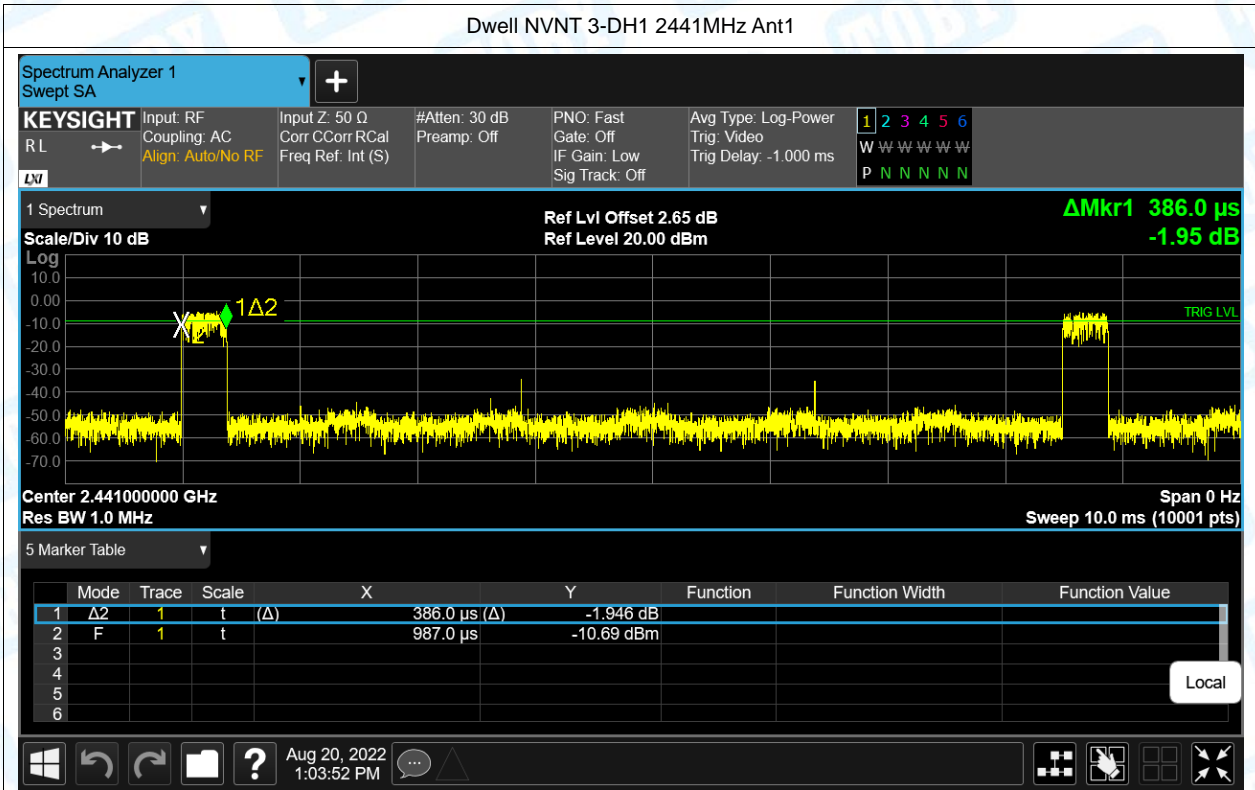 Dwell NVNT 3-DH1 2441MHz Ant1
Spectrum Analyzer 1
Swept SA
KEYSIGHT Input: RF Input Z: 50 Ω #Atten: 30 dB PNO: Fast Avg Type: Log-Power 1 2 3 4 5 6
RL Coupling: AC Corr CCorr RCal Preamp: Off Gate: Off Trig: Video W W W W W W
Align: Auto/No RF Freq Ref: Int (S) IF Gain: Low Trig Delay: -1.000 ms
LXI Sig Track: Off P N N N N N
1 Spectrum Ref Lvl Offset 2.65 dB ΔMkr1 386.0 µs
Scale/Div 10 dB Ref Level 20.00 dBm -1.95 dB
Log
10.0
0.00 1Δ2
-10.0 TRIG LVL
-20.0
-30.0
-40.0
-50.0
-60.0
-70.0
Center 2.441000000 GHz Span 0 Hz
Res BW 1.0 MHz Sweep 10.0 ms (10001 pts)
5 Marker Table
Mode Trace Scale X Y Function Function Width Function Value
1 Δ2 1 t (Δ) 386.0 µs (Δ) -1.946 dB
2 F 1 t 987.0 µs -10.69 dBm
3
4
5
6
Local
? Aug 20, 2022
1:03:52 PM